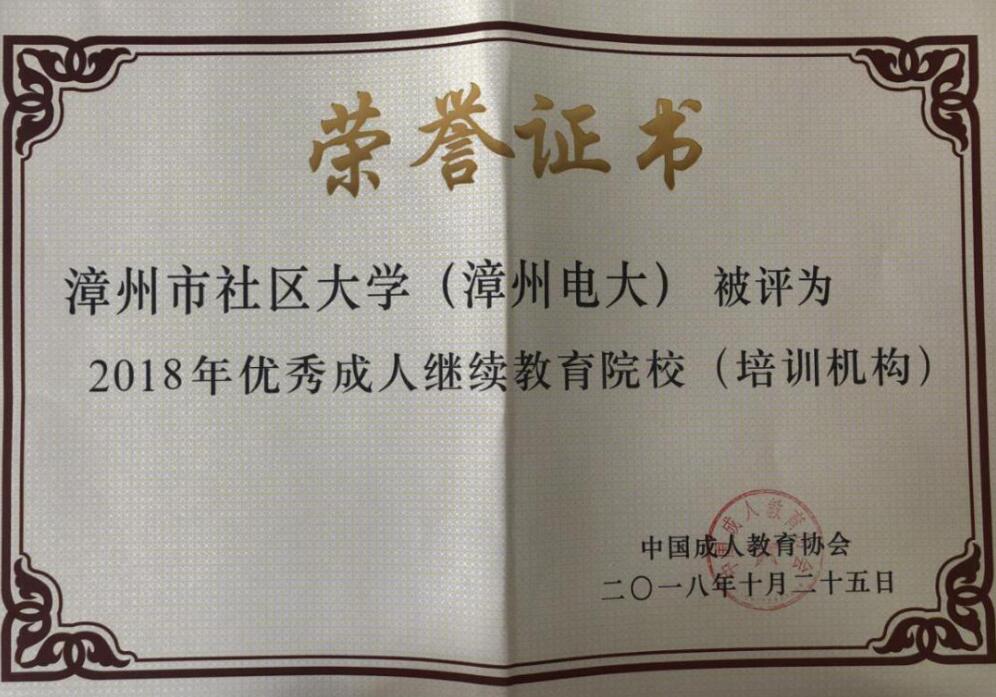 荣誉证书
漳州市社区大学（漳州电大） 被评为
2018年优秀成人继续教育院校（培训机构）
中国成人教育协会
二〇一八年十月二十五日